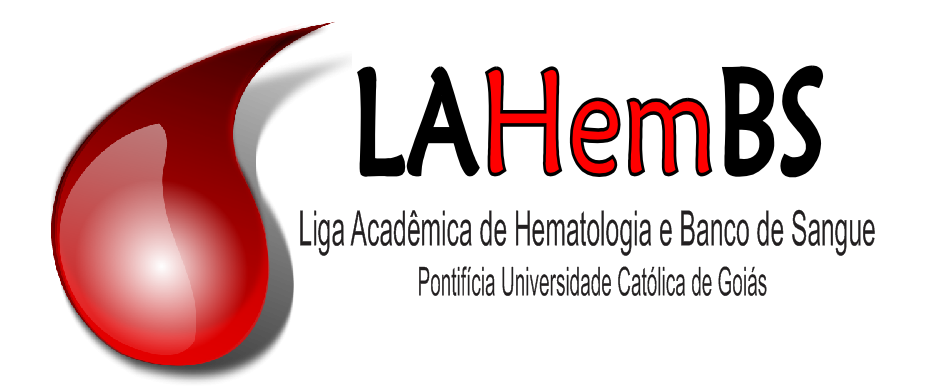 LAHemBS
Liga Acadêmica de Hematologia e Banco de Sangue
Pontifícia Universidade Católica de Goiás